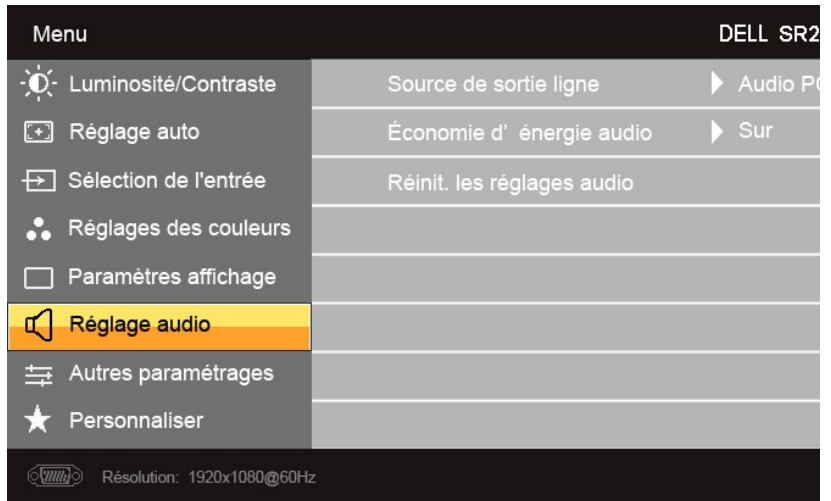 Menu DELL SR2
Luminosité/Contraste Source de sortie ligne Audio PC
Réglage auto Économie d' énergie audio Sur
Sélection de l'entrée Réinit. les réglages audio
Réglages des couleurs
Paramètres affichage
Réglage audio
Autres paramétrages
Personnaliser
Résolution: 1920x1080@60Hz